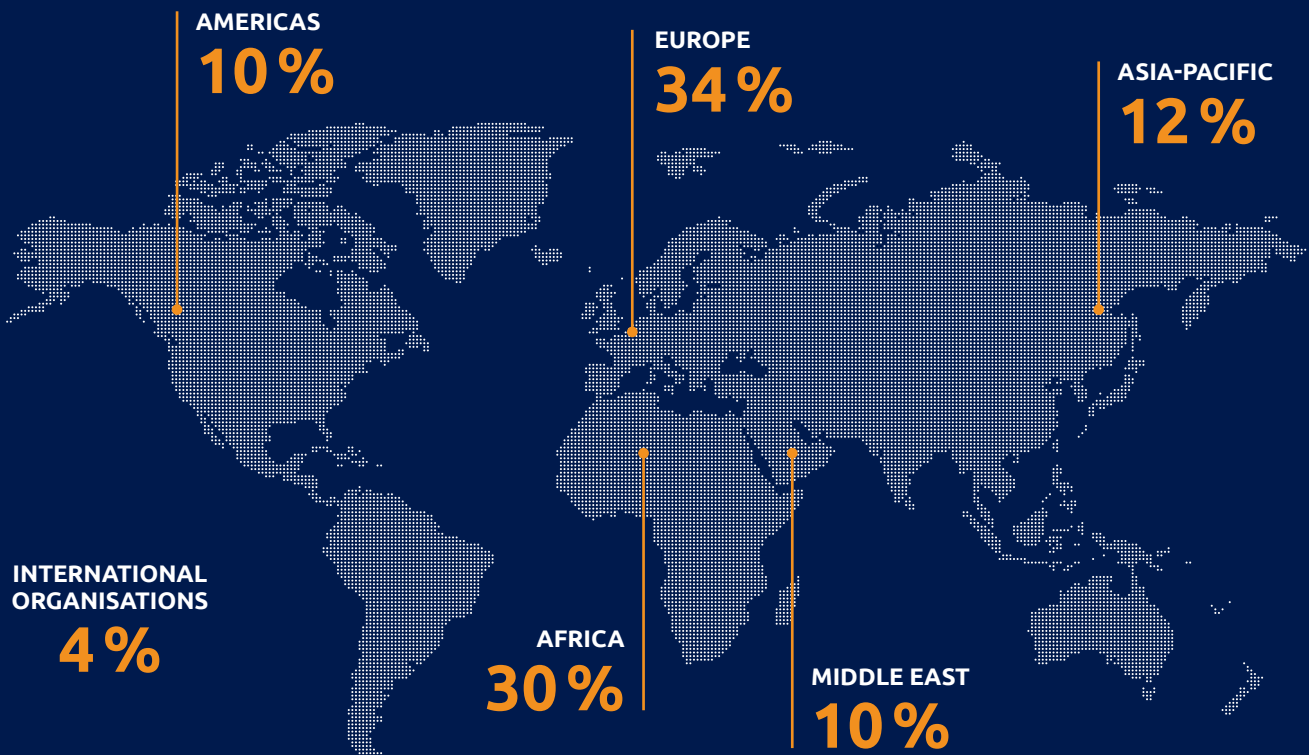 AMERICAS
10 %
EUROPE
34 %
ASIA-PACIFIC
12 %
INTERNATIONAL
ORGANISATIONS
4 %
AFRICA
30 %
MIDDLE EAST
10 %